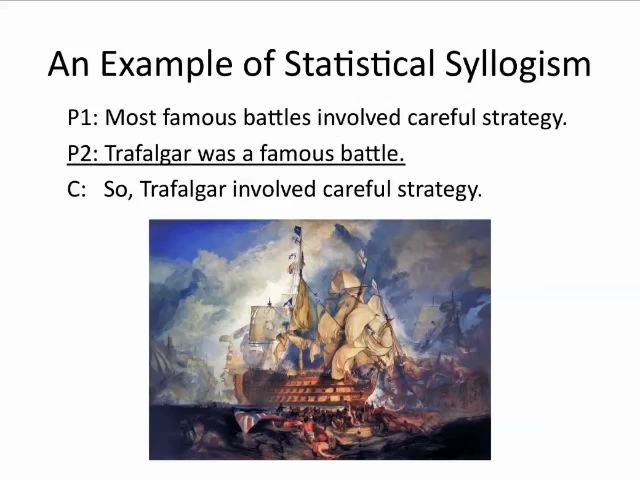 An Example of Statistical Syllogism
P1: Most famous battles involved careful strategy.
P2: Trafalgar was a famous battle.
C: So, Trafalgar involved careful strategy.